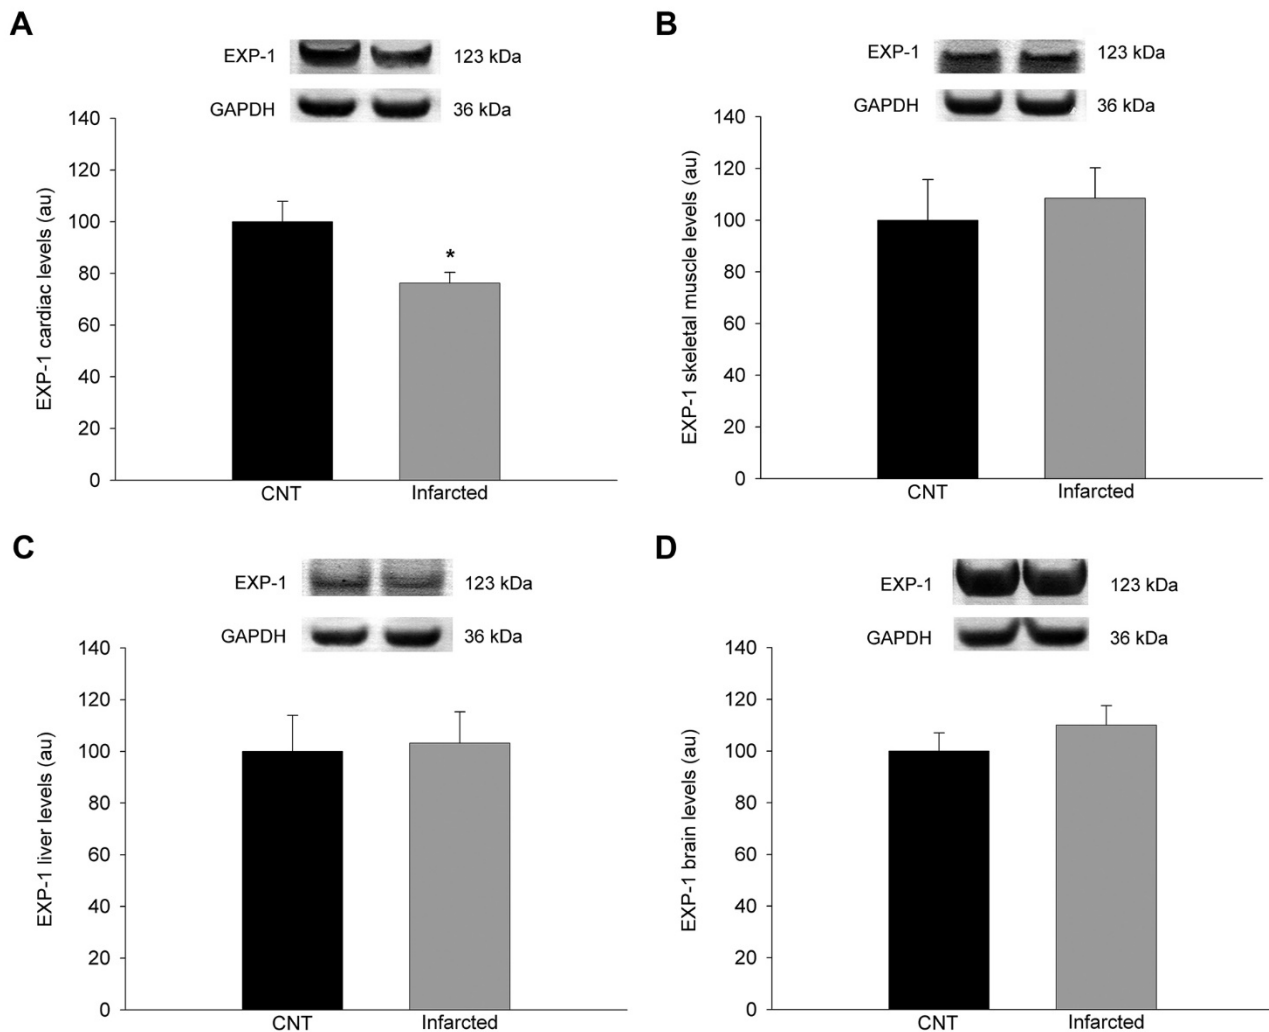 A
EXP-1 123 kDa
GAPDH 36 kDa
EXP-1 cardiac levels (au)
140
120
100
80
60
40
20
0
*
CNT Infarcted
B
EXP-1 123 kDa
GAPDH 36 kDa
EXP-1 skeletal muscle levels (au)
140
120
100
80
60
40
20
0
CNT Infarcted
C
EXP-1 123 kDa
GAPDH 36 kDa
EXP-1 liver levels (au)
140
120
100
80
60
40
20
0
CNT Infarcted
D
EXP-1 123 kDa
GAPDH 36 kDa
EXP-1 brain levels (au)
140
120
100
80
60
40
20
0
CNT Infarcted